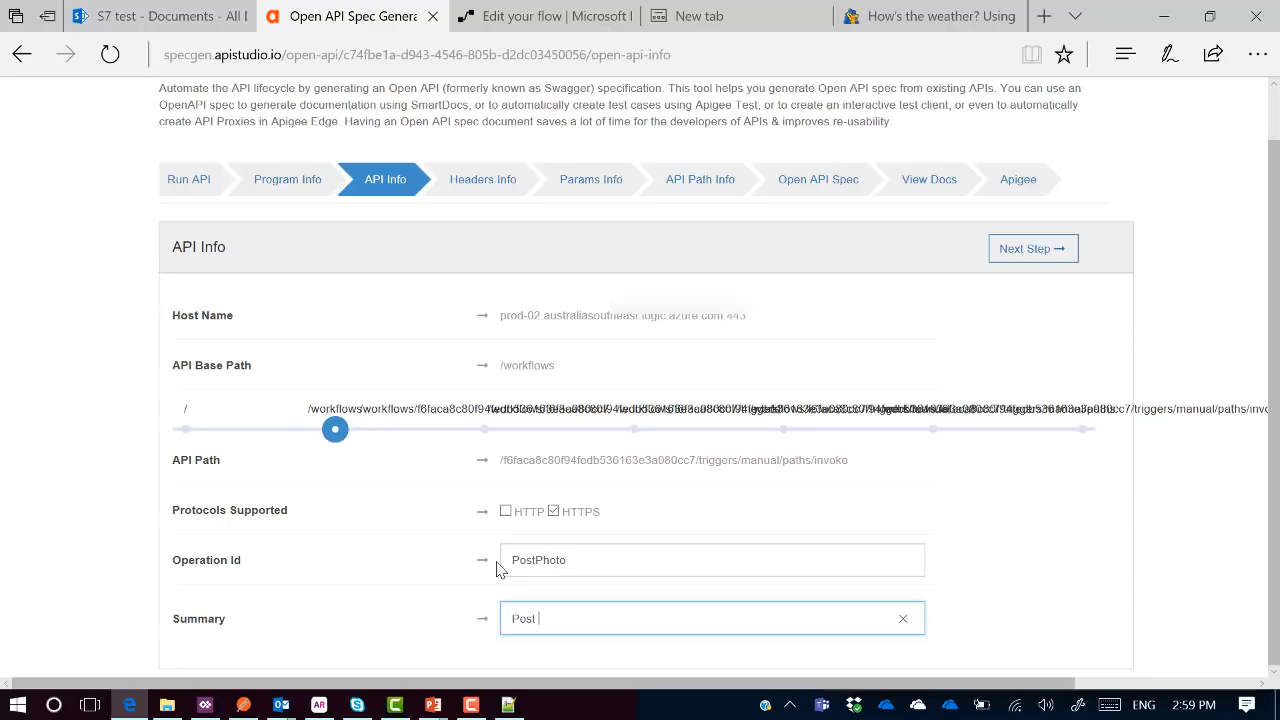 S7 test - Documents - All
Open API Spec Genera
Edit your flow | Microsoft
New tab
How's the weather? Using
specgen.apistudio.io/open-api/c74fbe1a-d943-4546-805b-d2dc03450056/open-api-info
Automate the API lifecycle by generating an Open API (formerly known as Swagger) specification. This tool helps you generate Open API spec from existing APIs. You can use an
OpenAPI spec to generate documentation using SmartDocs, or to automatically create test cases using Apigee Test, or to create an interactive test client, or even to automatically
create API Proxies in Apigee Edge. Having an Open API spec document saves a lot of time for the developers of APIs & improves re-usability.
Run API
Program Info
API Info
Headers Info
Params Info
API Path Info
Open API Spec
View Docs
Apigee
API Info
Next Step →
Host Name → prod-02.australiasoutheast.logic.azure.com:443
API Base Path → /workflows
/
/workflows
API Path → /f6faca8c80f94fedb536163e3a080cc7/triggers/manual/paths/invoke
Protocols Supported → HTTP HTTPS
Operation Id → PostPhoto
Summary → Post
2:59 PM